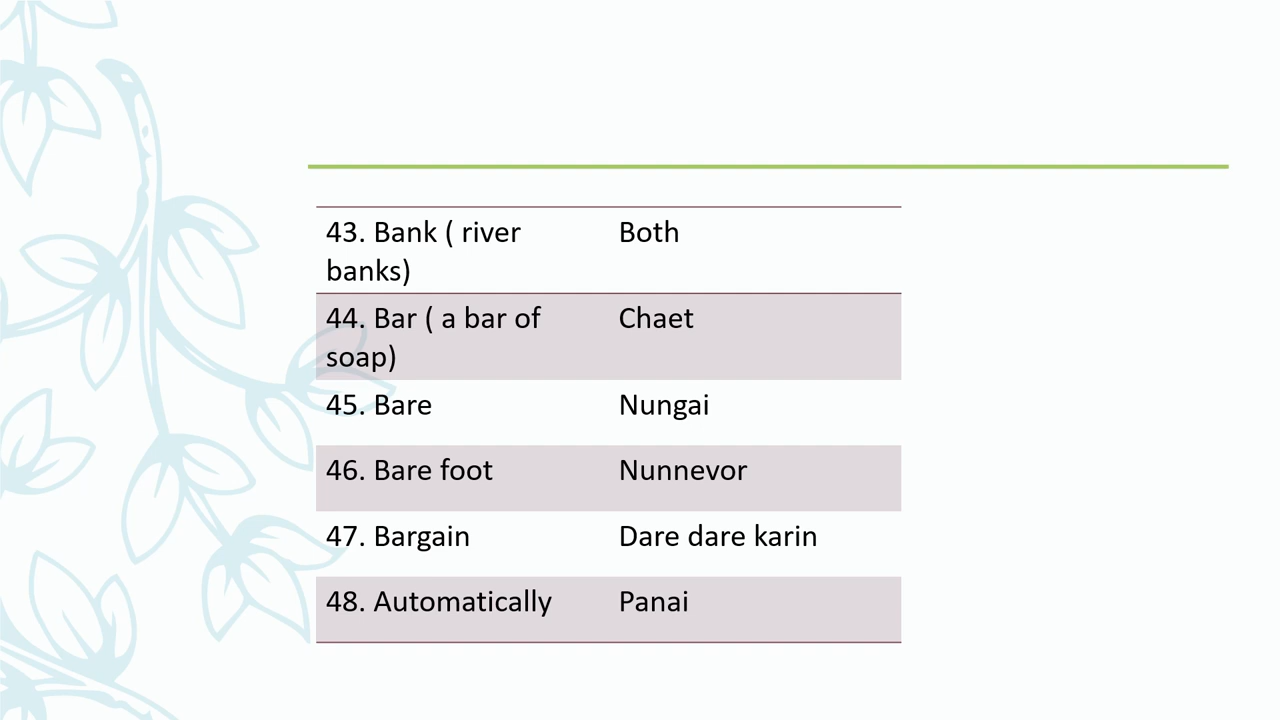 43. Bank ( river Both
banks)
44. Bar ( a bar of Chaet
soap)
45. Bare Nungai
46. Bare foot Nunnevor
47. Bargain Dare dare karin
48. Automatically Panai